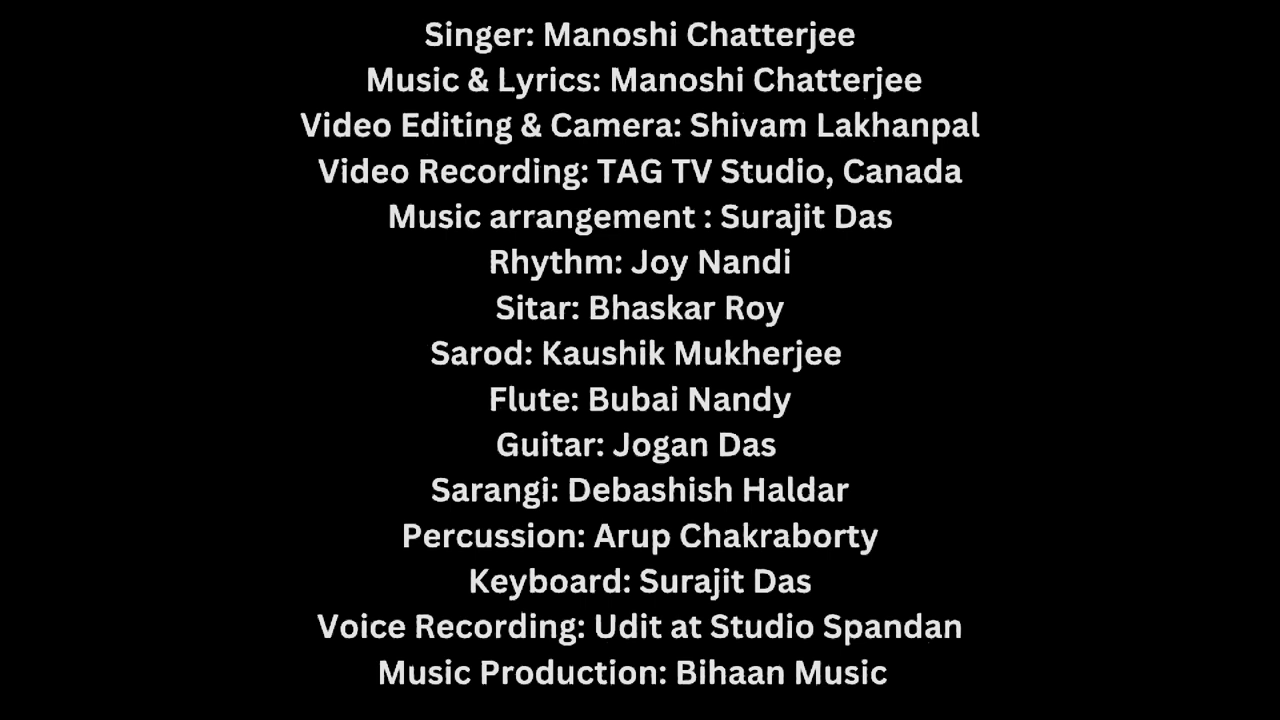 Singer: Manoshi Chatterjee
Music & Lyrics: Manoshi Chatterjee
Video Editing & Camera: Shivam Lakhanpal
Video Recording: TAG TV Studio, Canada
Music arrangement : Surajit Das
Rhythm: Joy Nandi
Sitar: Bhaskar Roy
Sarod: Kaushik Mukherjee
Flute: Bubai Nandy
Guitar: Jogan Das
Sarangi: Debashish Haldar
Percussion: Arup Chakraborty
Keyboard: Surajit Das
Voice Recording: Udit at Studio Spandan
Music Production: Bihaan Music